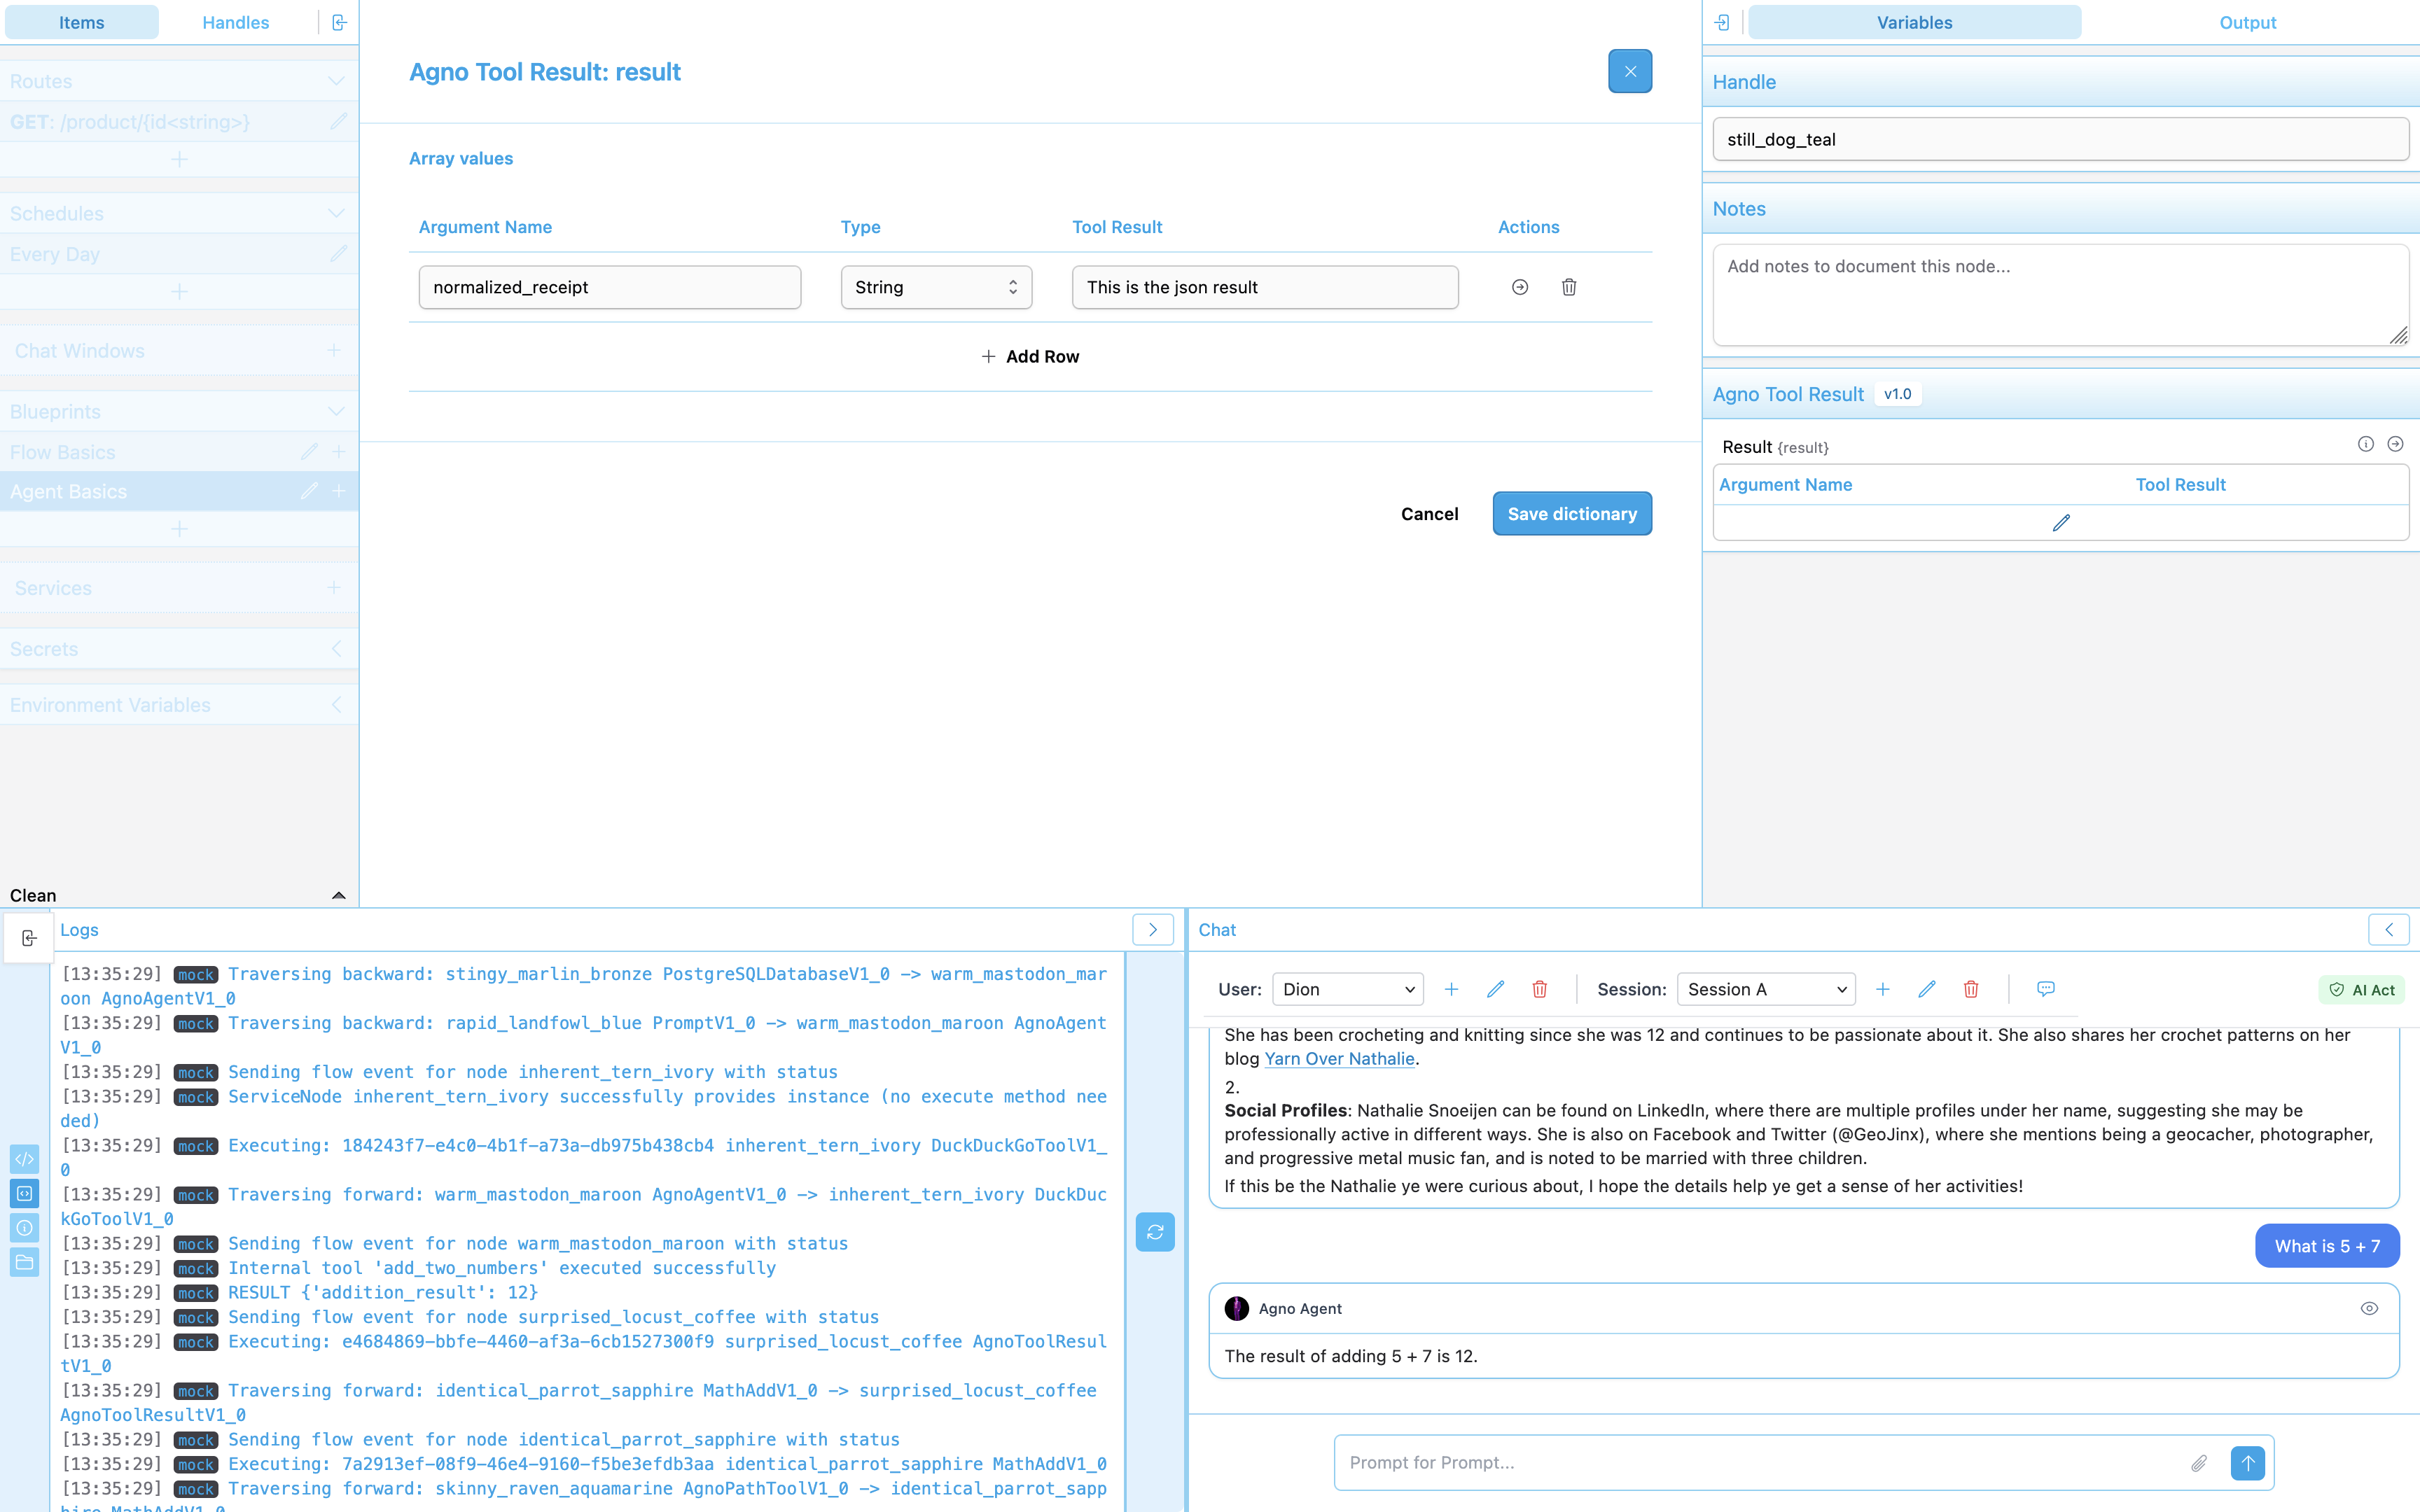 Items
Handles
Routes
GET: /product/{id<string>}
Schedules
Every Day
Chat Windows
Blueprints
Flow Basics
Agent Basics
Services
Secrets
Environment Variables
Clean
Agno Tool Result: result
Array values
Argument Name Type Tool Result Actions
normalized_receipt String This is the json result
Add Row
Cancel Save dictionary
Variables
Output
Handle
still_dog_teal
Notes
Add notes to document this node...
Agno Tool Result v1.0
Result {result}
Argument Name Tool Result
Logs
[13:35:29] mock Traversing backward: stingy_marlin_bronze PostgreSQLDatabaseV1_0 -> warm_mastodon_mar
oon AgnoAgentV1_0
[13:35:29] mock Traversing backward: rapid_landfowl_blue PromptV1_0 -> warm_mastodon_maroon AgnoAgent
V1_0
[13:35:29] mock Sending flow event for node inherent_tern_ivory with status
[13:35:29] mock ServiceNode inherent_tern_ivory successfully provides instance (no execute method nee
ded)
[13:35:29] mock Executing: 184243f7-e4c0-4b1f-a73a-db975b438cb4 inherent_tern_ivory DuckDuckGoToolV1_
0
[13:35:29] mock Traversing forward: warm_mastodon_maroon AgnoAgentV1_0 -> inherent_tern_ivory DuckDuc
kGoToolV1_0
[13:35:29] mock Sending flow event for node warm_mastodon_maroon with status
[13:35:29] mock Internal tool 'add_two_numbers' executed successfully
[13:35:29] mock RESULT {'addition_result': 12}
[13:35:29] mock Sending flow event for node surprised_locust_coffee with status
[13:35:29] mock Executing: e4684869-bbfe-4460-af3a-6cb1527300f9 surprised_locust_coffee AgnoToolResul
tV1_0
[13:35:29] mock Traversing forward: identical_parrot_sapphire MathAddV1_0 -> surprised_locust_coffee
AgnoToolResultV1_0
[13:35:29] mock Sending flow event for node identical_parrot_sapphire with status
[13:35:29] mock Executing: 7a2913ef-08f9-46e4-9160-f5be3efdb3aa identical_parrot_sapphire MathAddV1_0
[13:35:29] mock Traversing forward: skinny_raven_aquamarine AgnoPathToolV1_0 -> identical_parrot_sapp
hire MathAddV1_0
Chat
User: Dion Session: Session A AI Act
She has been crocheting and knitting since she was 12 and continues to be passionate about it. She also shares her crochet patterns on her
blog Yarn Over Nathalie.
2.
Social Profiles: Nathalie Snoeijen can be found on LinkedIn, where there are multiple profiles under her name, suggesting she may be
professionally active in different ways. She is also on Facebook and Twitter (@GeoJinx), where she mentions being a geocacher, photographer,
and progressive metal music fan, and is noted to be married with three children.
If this be the Nathalie ye were curious about, I hope the details help ye get a sense of her activities!
What is 5 + 7
Agno Agent
The result of adding 5 + 7 is 12.
Prompt for Prompt...